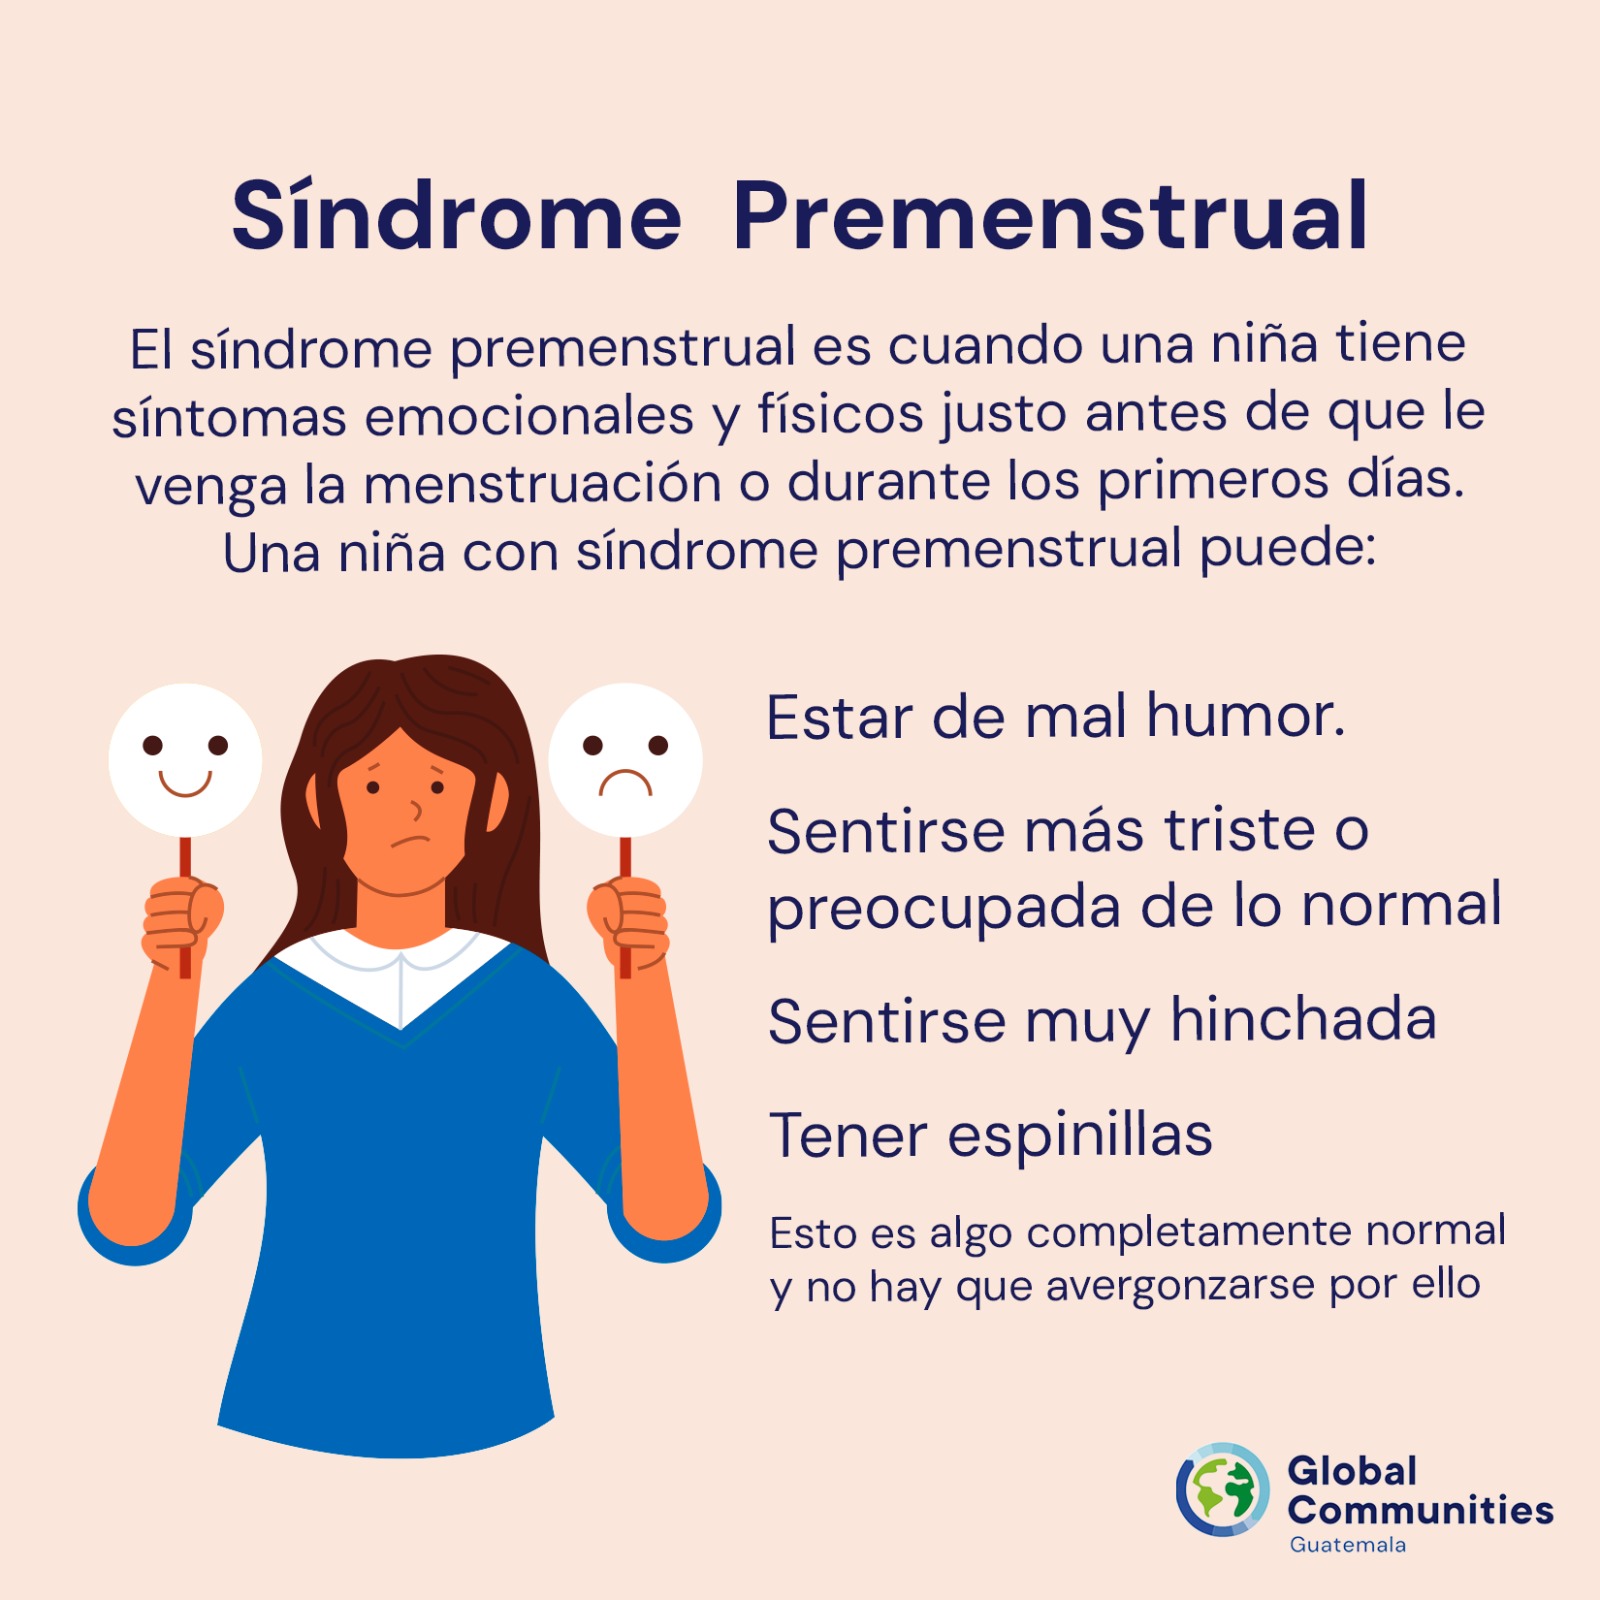 Síndrome Premenstrual
El síndrome premenstrual es cuando una niña tiene
síntomas emocionales y físicos justo antes de que le
venga la menstruación o durante los primeros días.
Una niña con síndrome premenstrual puede:
Estar de mal humor.
Sentirse más triste o
preocupada de lo normal
Sentirse muy hinchada
Tener espinillas
Esto es algo completamente normal
y no hay que avergonzarse por ello
Global
Communities
Guatemala